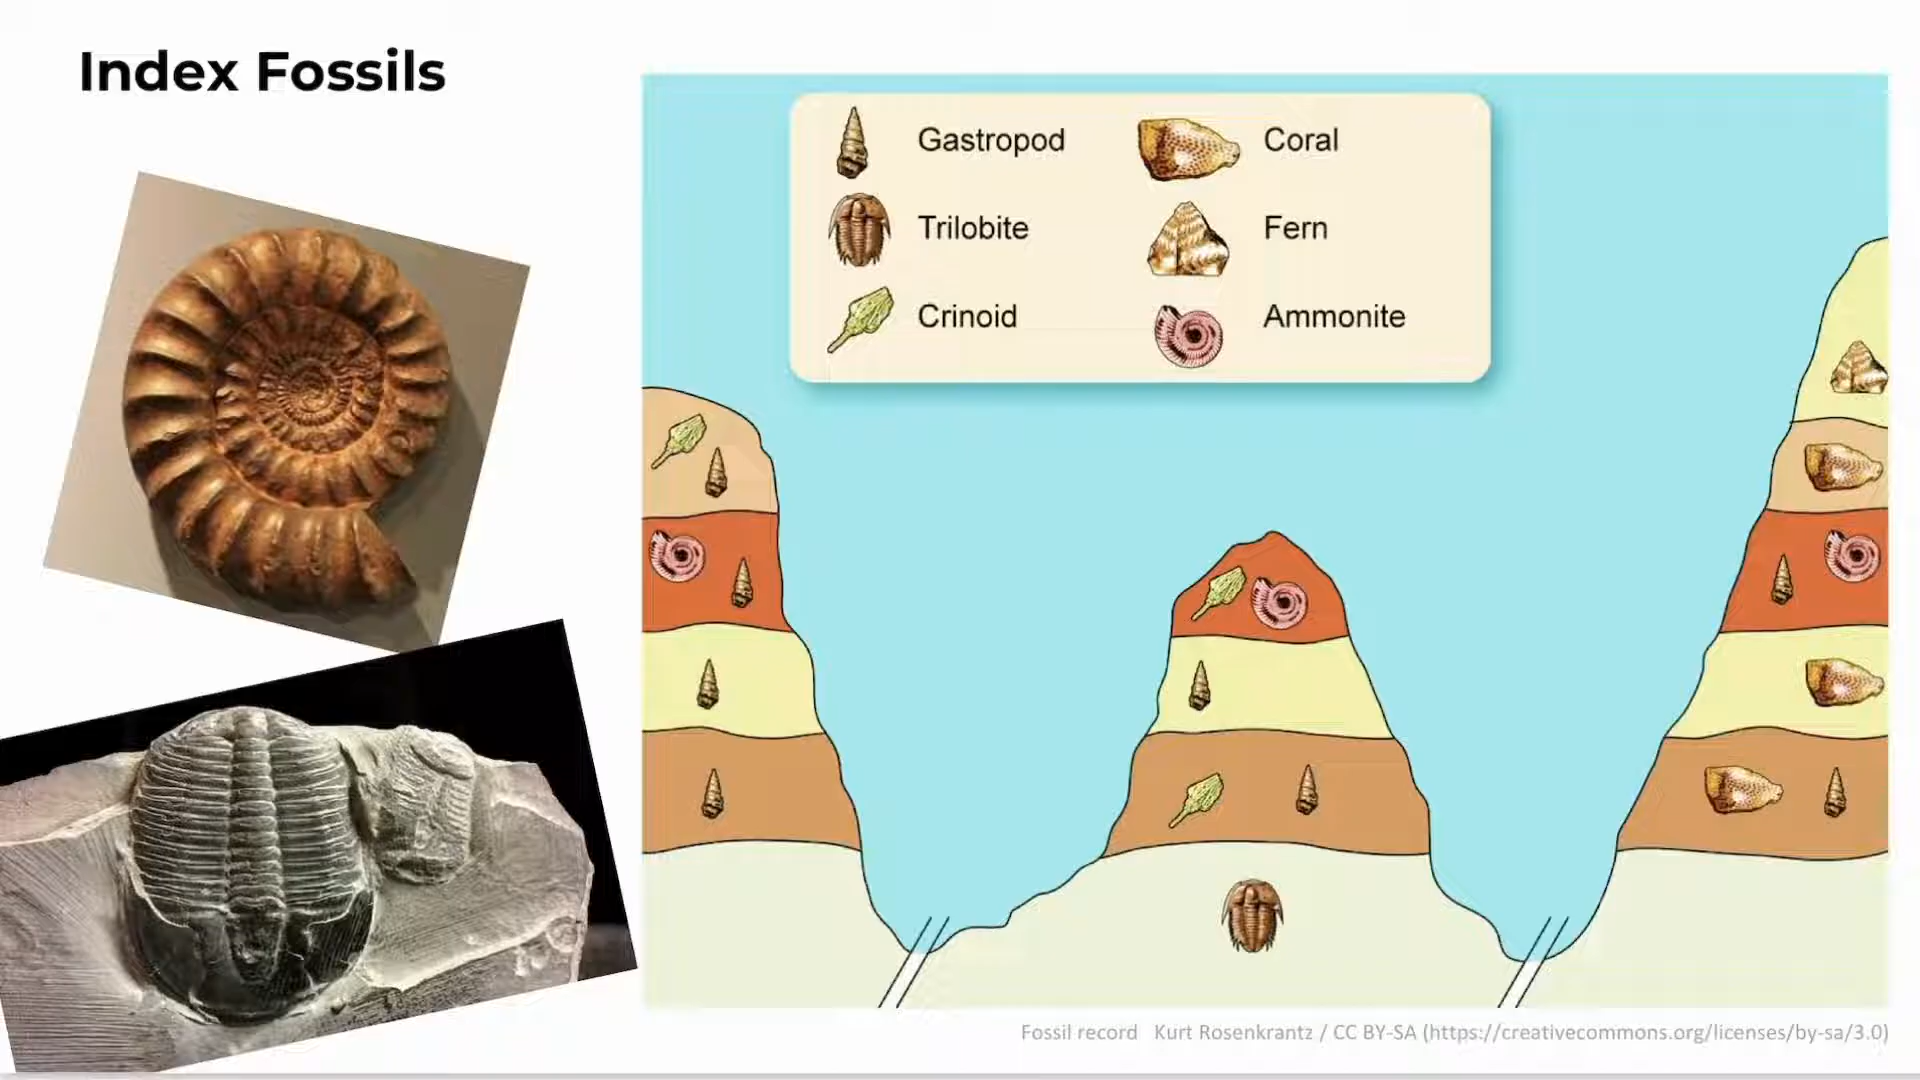 Index Fossils
Gastropod
Coral
Trilobite
Fern
Crinoid
Ammonite
Fossil record Kurt Rosenkrantz / CC BY-SA (https://creativecommons.org/licenses/by-sa/3.0)